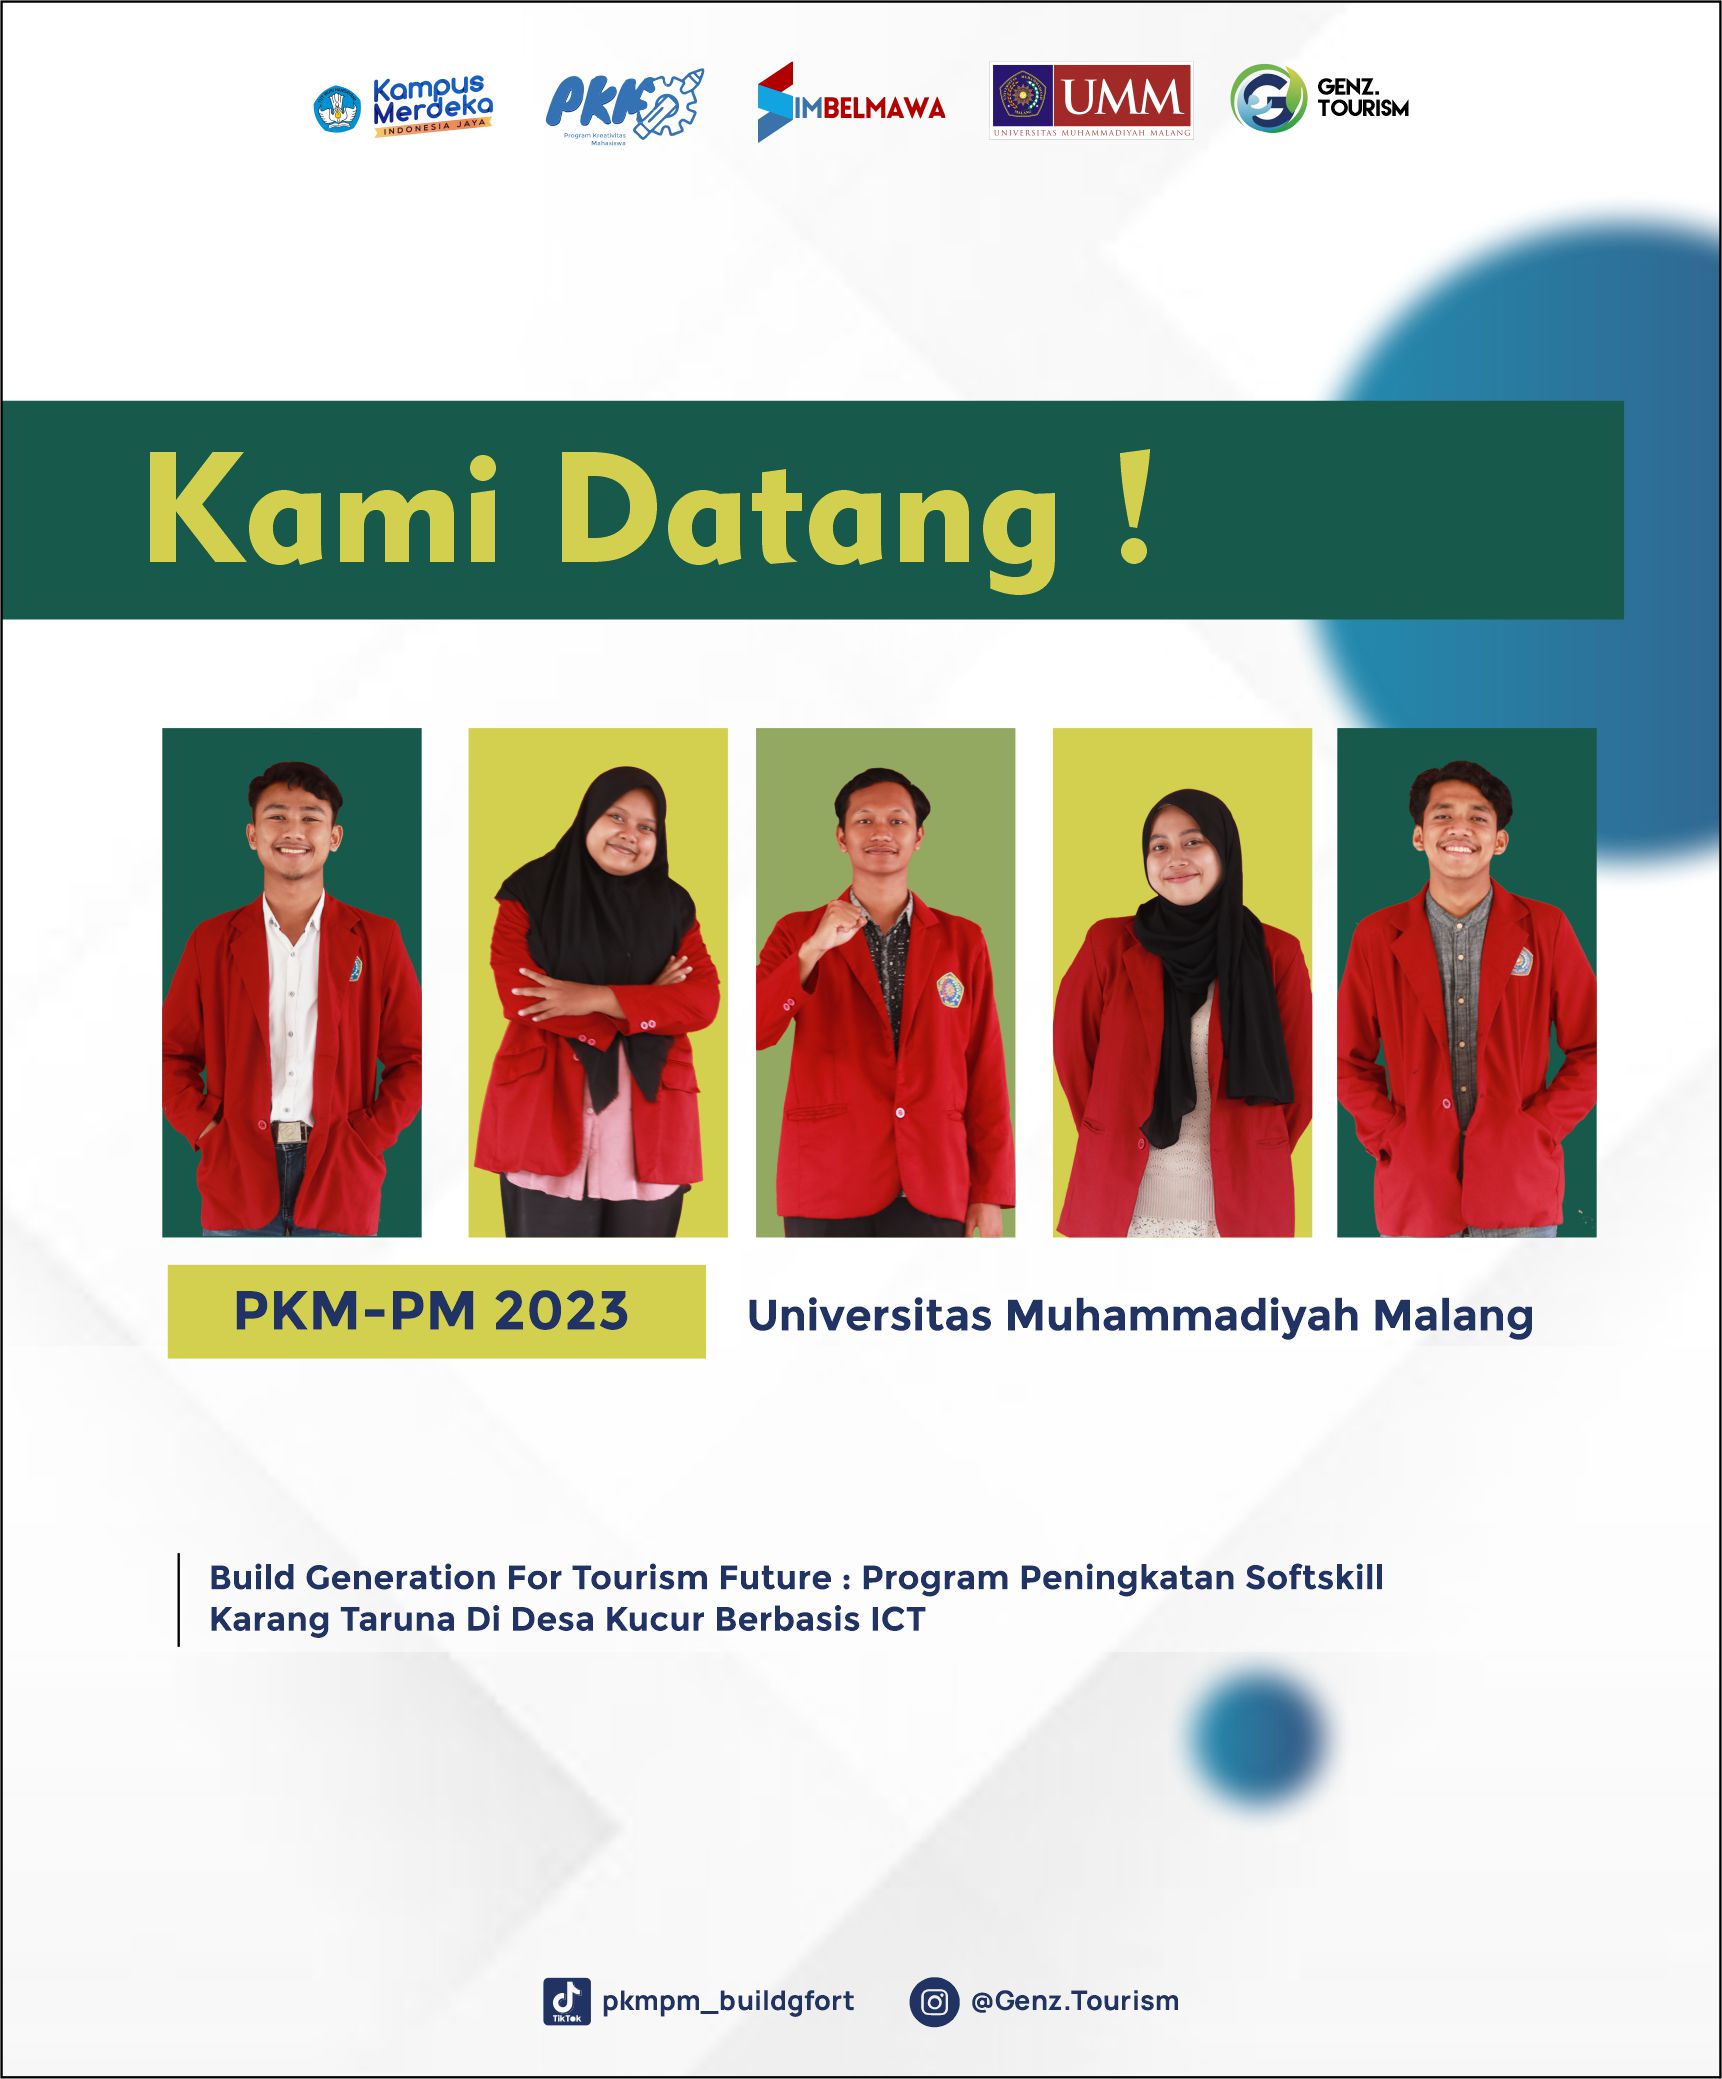 Kampus
Merdeka
INDONESIA JAYA
PKM
Program Kreativitas
Mahasiswa
SIMBELMAWA
UMM
UNIVERSITAS MUHAMMADIYAH MALANG
GENZ.
TOURISM
Kami Datang !
PKM-PM 2023
Universitas Muhammadiyah Malang
Build Generation For Tourism Future : Program Peningkatan Softskill
Karang Taruna Di Desa Kucur Berbasis ICT
TikTok
pkmpm_buildgfort
@Genz.Tourism